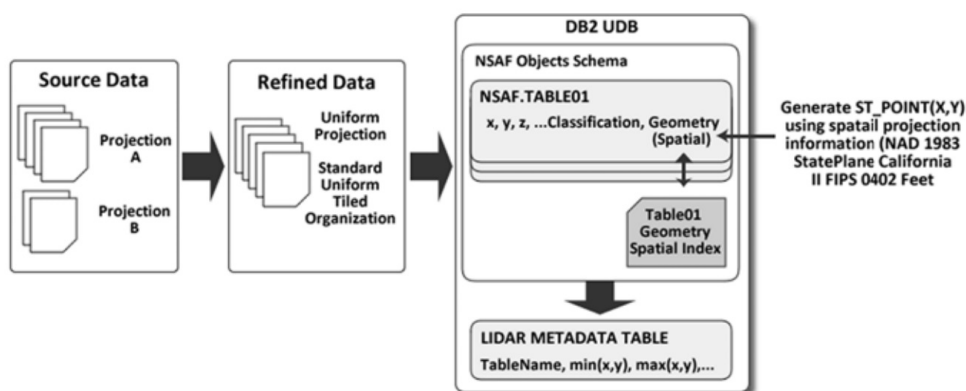 Source Data
Projection
A
Projection
B
Refined Data
Uniform
Projection
Standard
Uniform
Tiled
Organization
DB2 UDB
NSAF Objects Schema
NSAF.TABLE01
x, y, z, ...Classification, Geometry
(Spatial)
Table01
Geometry
Spatial Index
LIDAR METADATA TABLE
TableName, min(x,y), max(x,y),...
Generate ST_POINT(X,Y)
using spatail projection
information (NAD 1983
StatePlane California
II FIPS 0402 Feet